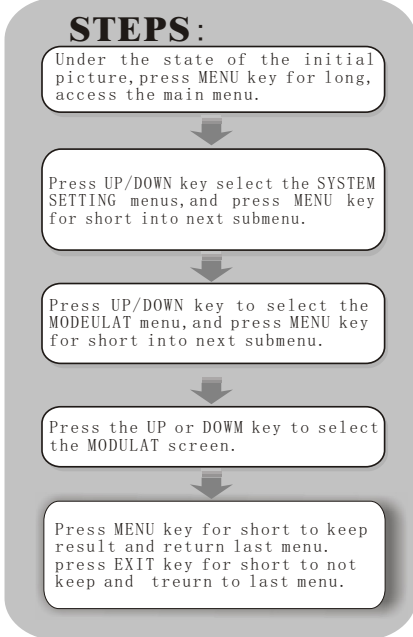 STEPS:
Under the state of the initial
picture,press MENU key for long,
access the main menu.
Press UP/DOWN key select the SYSTEM
SETTING menus,and press MENU key
for short into next submenu.
Press UP/DOWN key to select the
MODEULAT menu,and press MENU key
for short into next submenu.
Press the UP or DOWM key to select
the MODULAT screen.
Press MENU key for short to keep
result and return last menu.
press EXIT key for short to not
keep and treurn to last menu.